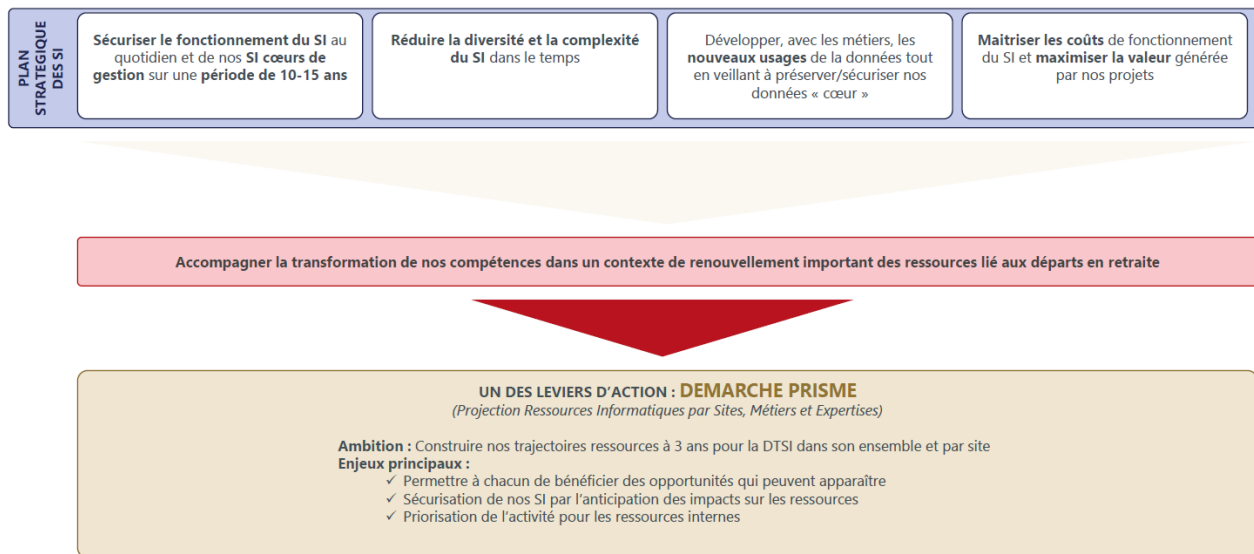 PLAN
STRATEGIQUE
DES SI
Sécuriser le fonctionnement du SI au
quotidien et de nos SI cœurs de
gestion sur une période de 10-15 ans
Réduire la diversité et la complexité
du SI dans le temps
Développer, avec les métiers, les
nouveaux usages de la données tout
en veillant à préserver/sécuriser nos
données « cœur »
Maitriser les coûts de fonctionnement
du SI et maximiser la valeur générée
par nos projets
Accompagner la transformation de nos compétences dans un contexte de renouvellement important des ressources lié aux départs en retraite
UN DES LEVIERS D’ACTION : DEMARCHE PRISME
(Projection Ressources Informatiques par Sites, Métiers et Expertises)
Ambition : Construire nos trajectoires ressources à 3 ans pour la DTSI dans son ensemble et par site
Enjeux principaux :
✓ Permettre à chacun de bénéficier des opportunités qui peuvent apparaître
✓ Sécurisation de nos SI par l’anticipation des impacts sur les ressources
✓ Priorisation de l’activité pour les ressources internes